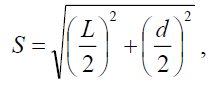 S = √((L/2)² + (d/2)²) ,